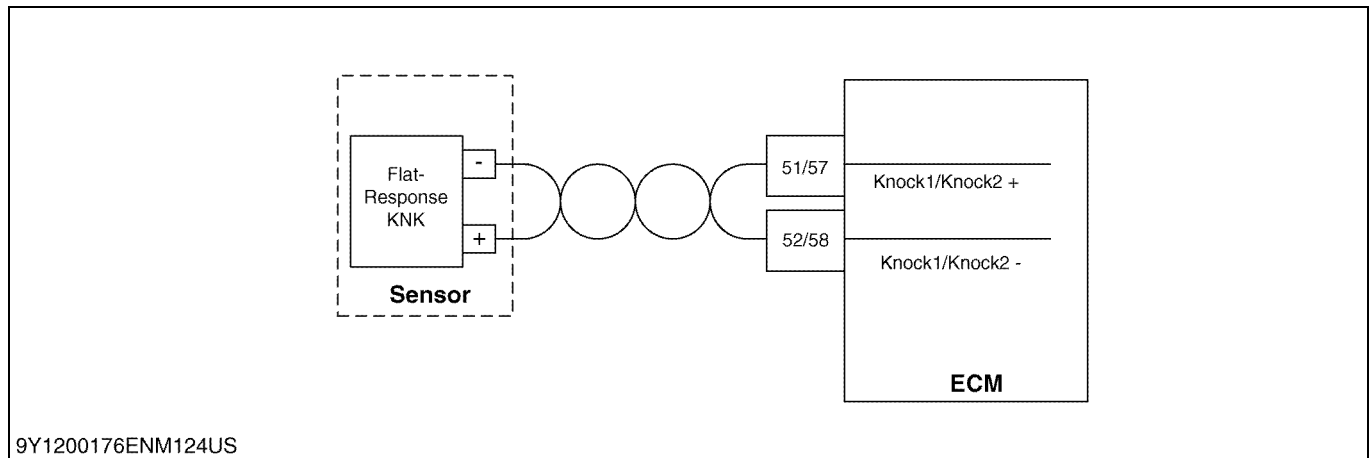 Flat-
Response
KNK
-
+
Sensor
51/57
52/58
Knock1/Knock2 +
Knock1/Knock2 -
ECM
9Y1200176ENM124US